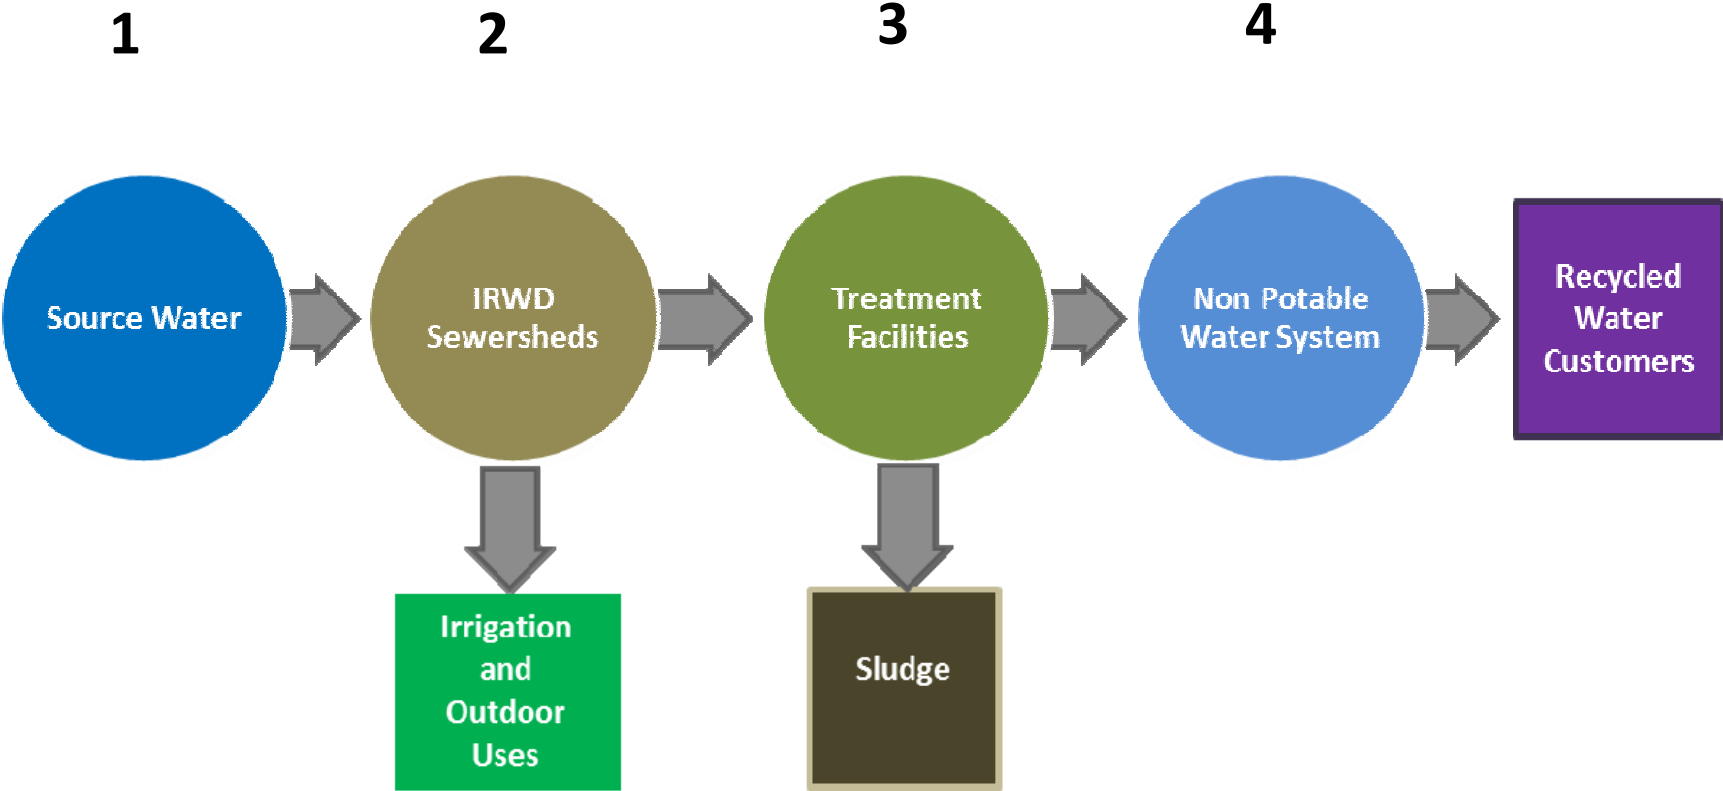 1
2
3
4
Source Water
IRWD
Sewersheds
Treatment
Facilities
Non Potable
Water System
Recycled
Water
Customers
Irrigation
and
Outdoor
Uses
Sludge